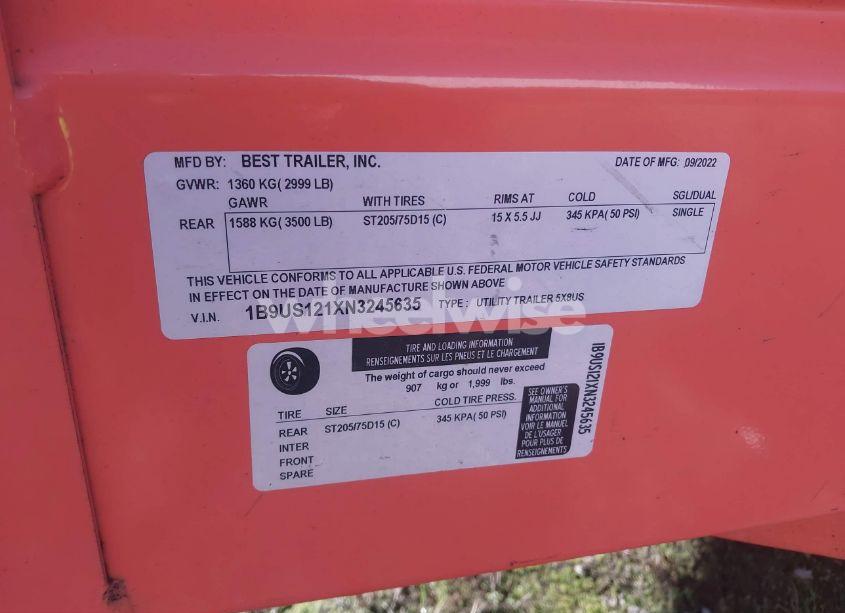 MFD BY: BEST TRAILER, INC. DATE OF MFG: 09/2022
GVWR: 1360 KG( 2999 LB)
GAWR WITH TIRES RIMS AT COLD SGL/DUAL
REAR 1588 KG( 3500 LB) ST205/75D15 (C) 15 X 5.5 JJ 345 KPA( 50 PSI) SINGLE
THIS VEHICLE CONFORMS TO ALL APPLICABLE U.S. FEDERAL MOTOR VEHICLE SAFETY STANDARDS
IN EFFECT ON THE DATE OF MANUFACTURE SHOWN ABOVE
V.I.N. 1B9US121XN3245635 TYPE: UTILITY TRAILER 5X8US
wheelwise
TIRE AND LOADING INFORMATION
RENSEIGNEMENTS SUR LES PNEUS ET LE CHARGEMENT
The weight of cargo should never exceed
907 kg or 1,999 lbs.
TIRE SIZE COLD TIRE PRESS.
REAR ST205/75D15 (C) 345 KPA( 50 PSI)
INTER
FRONT
SPARE
SEE OWNER'S
MANUAL FOR
ADDITIONAL
INFORMATION
VOIR LE MANUEL
DE L'USAGER
POUR PLUS DE
RENSEIGNEMENTS
1B9US121XN3245635